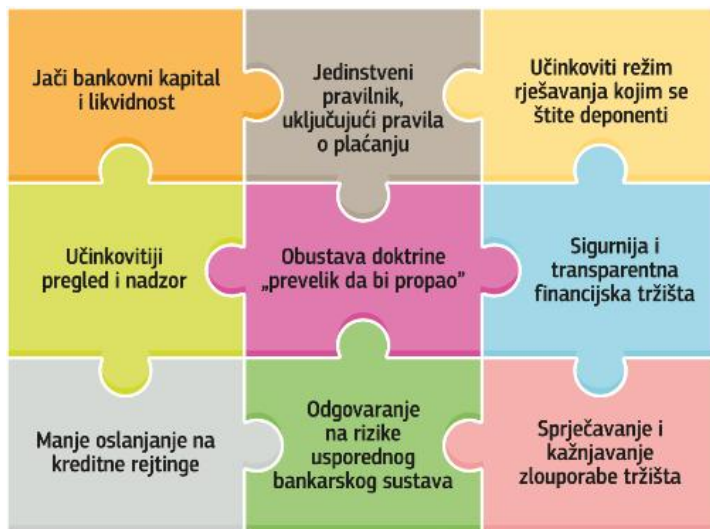 Jači bankovni kapital
i likvidnost
Jedinstveni
pravilnik,
uključujući pravila
o plaćanju
Učinkoviti režim
rješavanja kojim se
štite deponenti
Učinkovitiji
pregled i nadzor
Obustava doktrine
„prevelik da bi propao”
Sigurnija i
transparentna
financijska tržišta
Manje oslanjanje na
kreditne rejtinge
Odgovaranje
na rizike
usporednog
bankarskog sustava
Sprječavanje i
kažnjavanje
zlouporabe tržišta